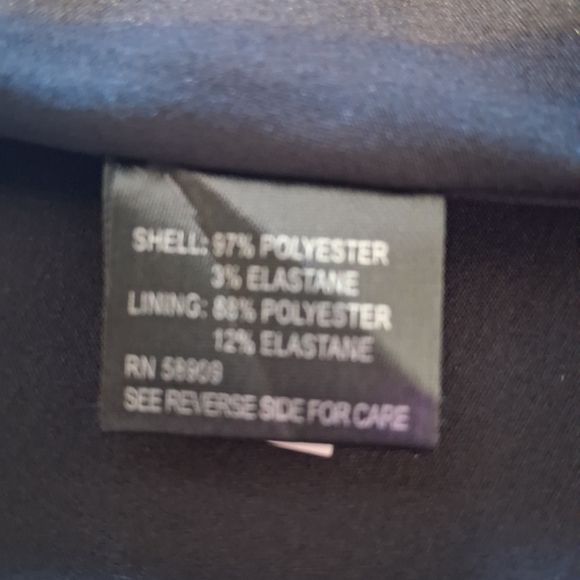 SHELL: 97% POLYESTER
3% ELASTANE
LINING: 88% POLYESTER
12% ELASTANE
RN 58909
SEE REVERSE SIDE FOR CARE